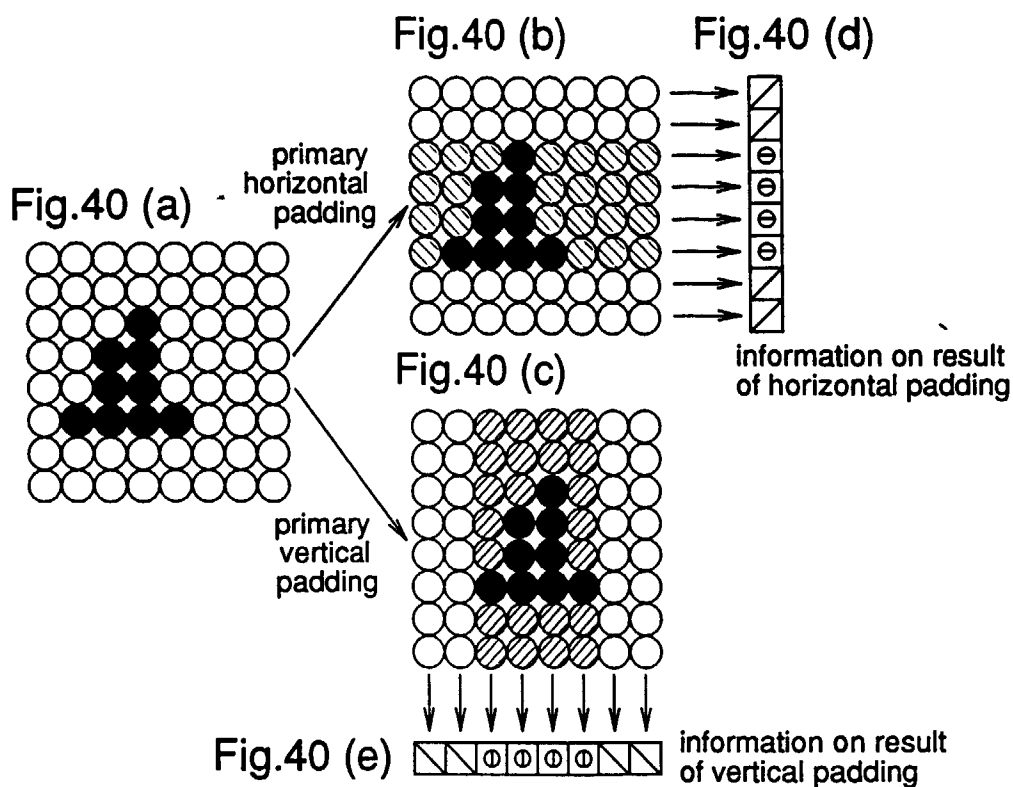 Fig.40 (b)
Fig.40 (d)
primary
horizontal
padding
Fig.40 (a)
information on result
of horizontal padding
Fig.40 (c)
primary
vertical
padding
Fig.40 (e)
information on result
of vertical padding